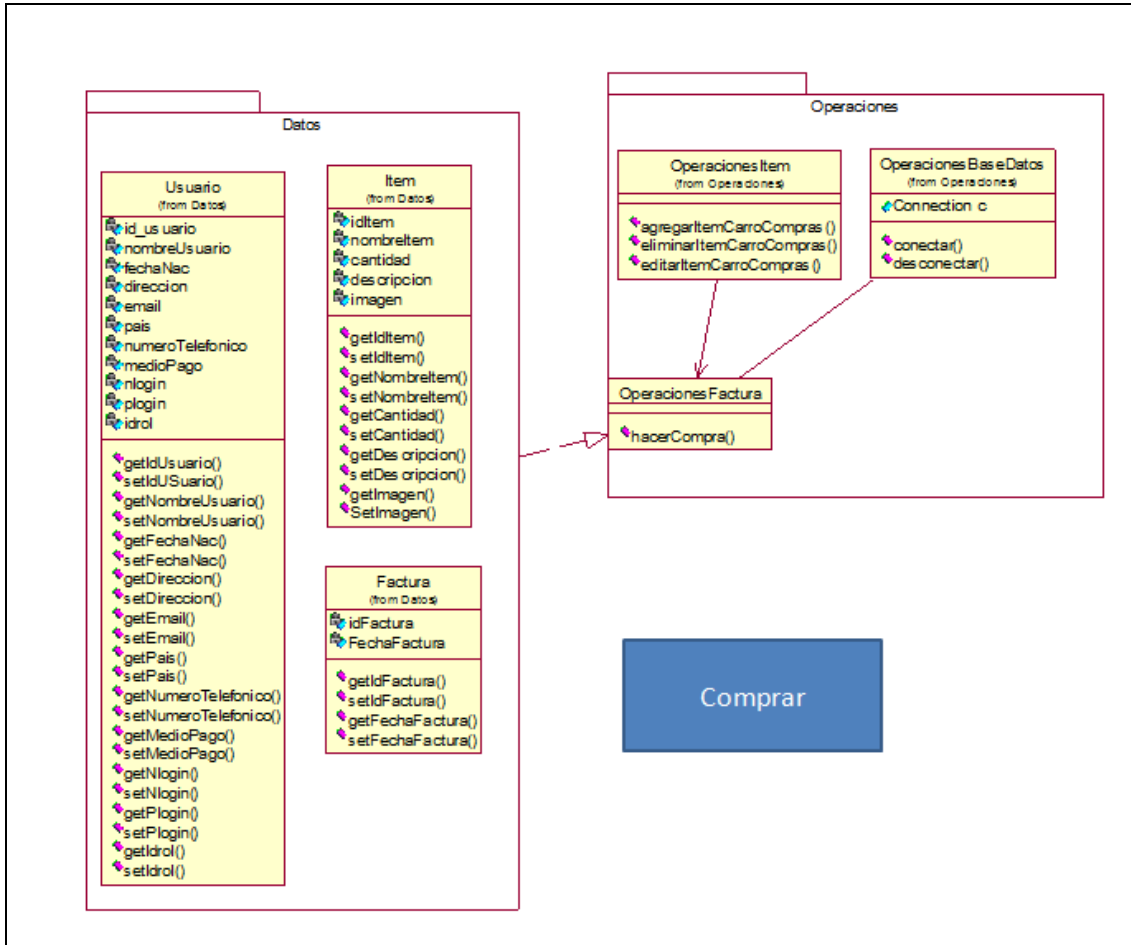 Datos
Usuario
(from Datos)
id_usuario
nombreUsuario
fechaNac
direccion
email
pais
numeroTelefonico
medioPago
nlogin
plogin
idrol
getIdUsuario()
setIdUSuario()
getNombreUsuario()
setNombreUsuario()
getFechaNac()
setFechaNac()
getDireccion()
setDireccion()
getEmail()
setEmail()
getPais()
setPais()
getNumeroTelefonico()
setNumeroTelefonico()
getMedioPago()
setMedioPago()
getNlogin()
setNlogin()
getPlogin()
setPlogin()
getIdrol()
setIdrol()
Item
(from Datos)
idItem
nombreItem
cantidad
descripcion
imagen
getIdItem()
setIdItem()
getNombreItem()
setNombreItem()
getCantidad()
setCantidad()
getDescripcion()
setDescripcion()
getImagen()
SetImagen()
Factura
(from Datos)
idFactura
FechaFactura
getIdFactura()
setIdFactura()
getFechaFactura()
setFechaFactura()
Operaciones
OperacionesItem
(from Operaciones)
agregarItemCarroCompras()
eliminarItemCarroCompras()
editarItemCarroCompras()
OperacionesBaseDatos
(from Operaciones)
Connection c
conectar()
desconectar()
OperacionesFactura
hacerCompra()
Comprar